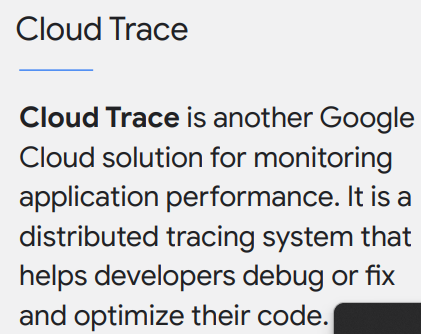 Cloud Trace
Cloud Trace is another Google
Cloud solution for monitoring
application performance. It is a
distributed tracing system that
helps developers debug or fix
and optimize their code.